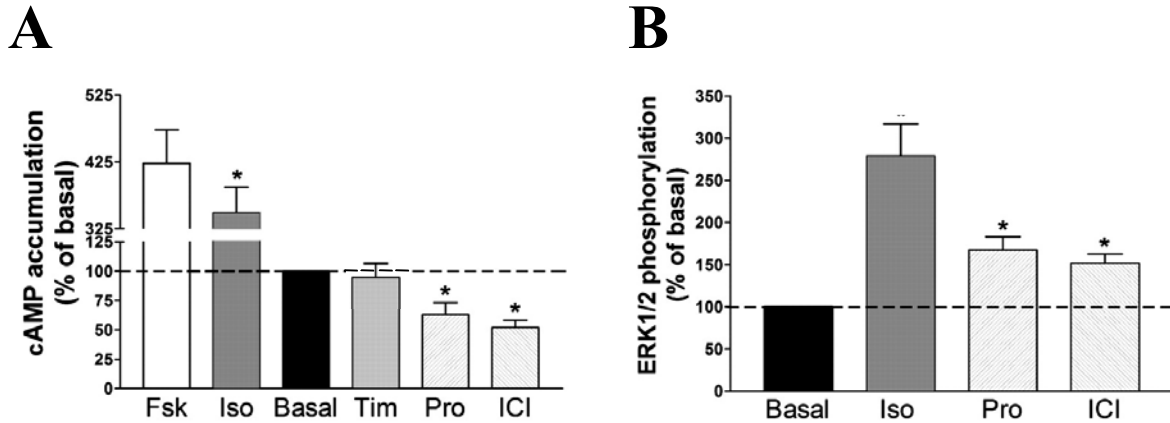 A
B
cAMP accumulation
(% of basal)
525
425
325
125
100
75
50
25
0
*
*
*
Fsk Iso Basal Tim Pro ICI
ERK1/2 phosphorylation
(% of basal)
350
300
250
200
150
100
50
0
*
*
Basal Iso Pro ICI